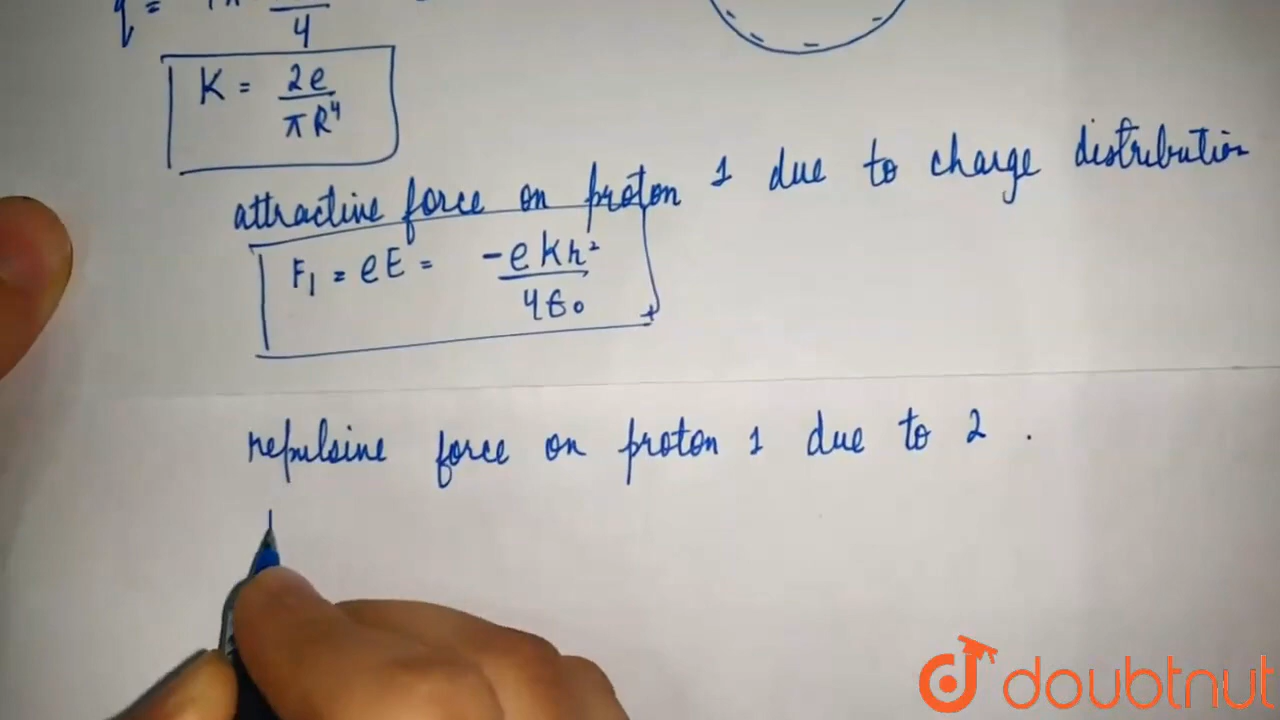 q =
4
K = 2e / πR⁴
attractive force on proton 1 due to charge distribution
F₁ = eE = -eKr² / 4ε₀
repulsive force on proton 1 due to 2 .
doubtnut